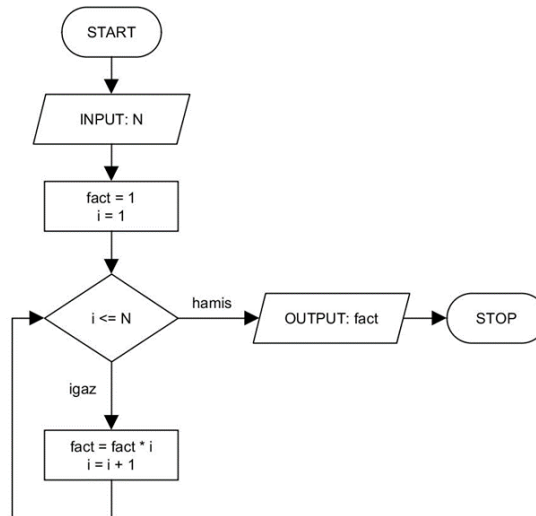 START
INPUT: N
fact = 1
i = 1
i <= N
hamis
OUTPUT: fact
STOP
igaz
fact = fact * i
i = i + 1